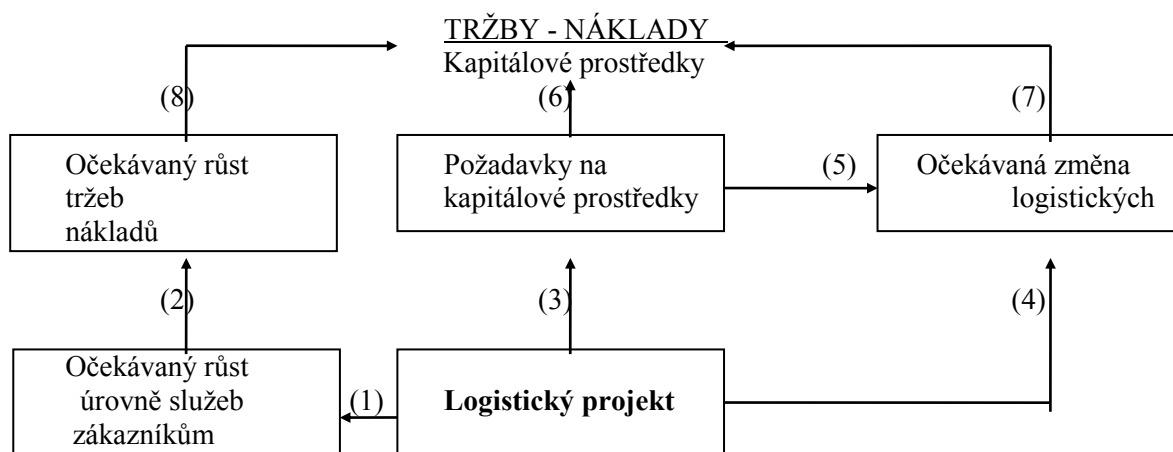 TRŽBY - NÁKLADY
Kapitálové prostředky
(8)
(6)
(7)
Očekávaný růst
tržeb
nákladů
Požadavky na
kapitálové prostředky
(5)
Očekávaná změna
logistických
(2)
(3)
(4)
Očekávaný růst
úrovně služeb
zákazníkům
(1)
Logistický projekt